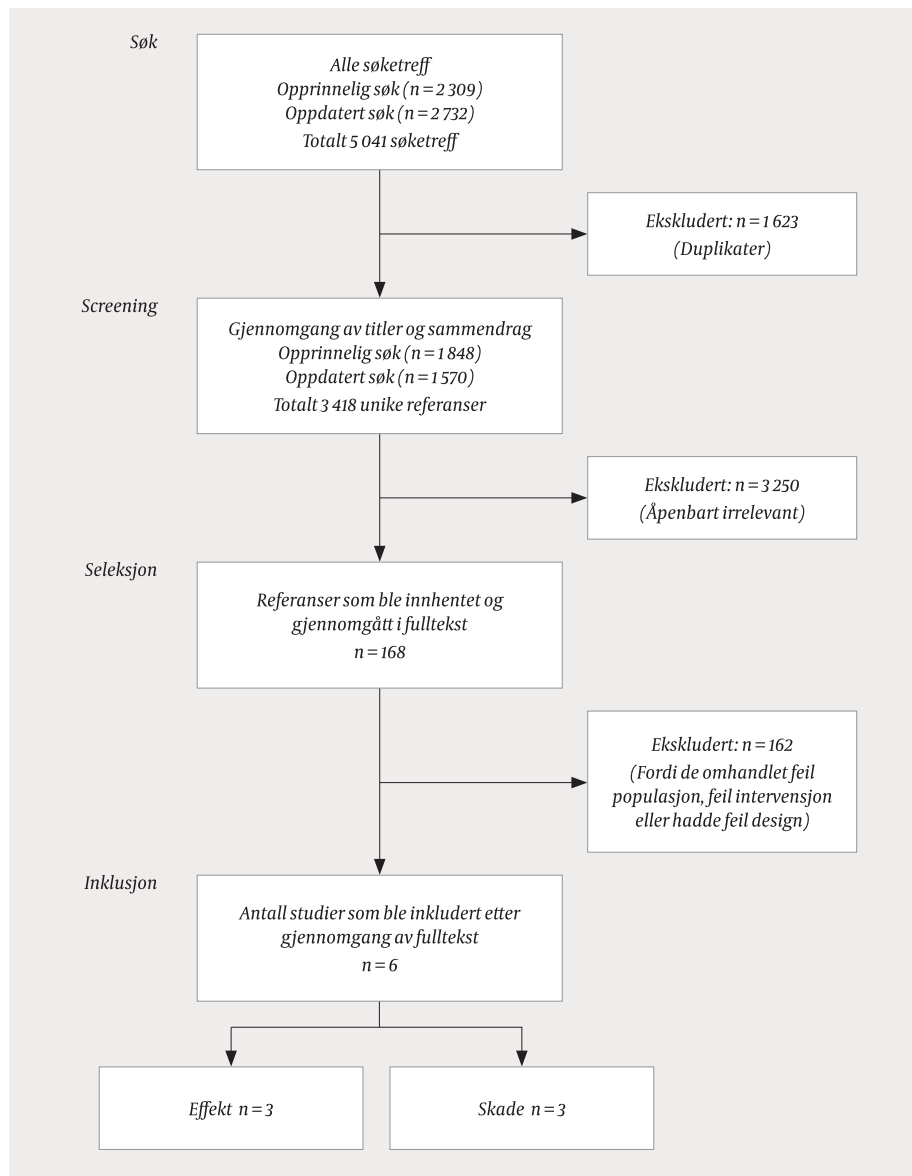 Søk
Alle søketreff
Opprinnelig søk (n = 2 309)
Oppdatert søk (n = 2 732)
Totalt 5 041 søketreff
Ekskludert: n = 1 623
(Duplikater)
Screening
Gjennomgang av titler og sammendrag
Opprinnelig søk (n = 1 848)
Oppdatert søk (n = 1 570)
Totalt 3 418 unike referanser
Ekskludert: n = 3 250
(Åpenbart irrelevant)
Seleksjon
Referanser som ble innhentet og
gjennomgått i fulltekst
n = 168
Ekskludert: n = 162
(Fordi de omhandlet feil
populasjon, feil intervensjon
eller hadde feil design)
Inklusjon
Antall studier som ble inkludert etter
gjennomgang av fulltekst
n = 6
Effekt n = 3
Skade n = 3